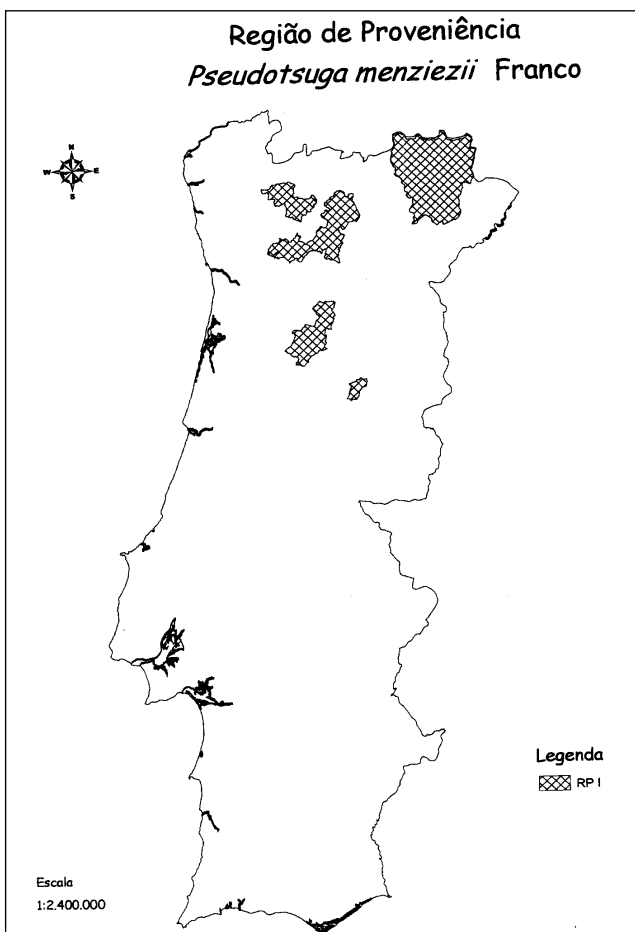 Região de Proveniência
Pseudotsuga menziezii Franco
N
W E
S
Legenda
RP I
Escala
1:2.400.000